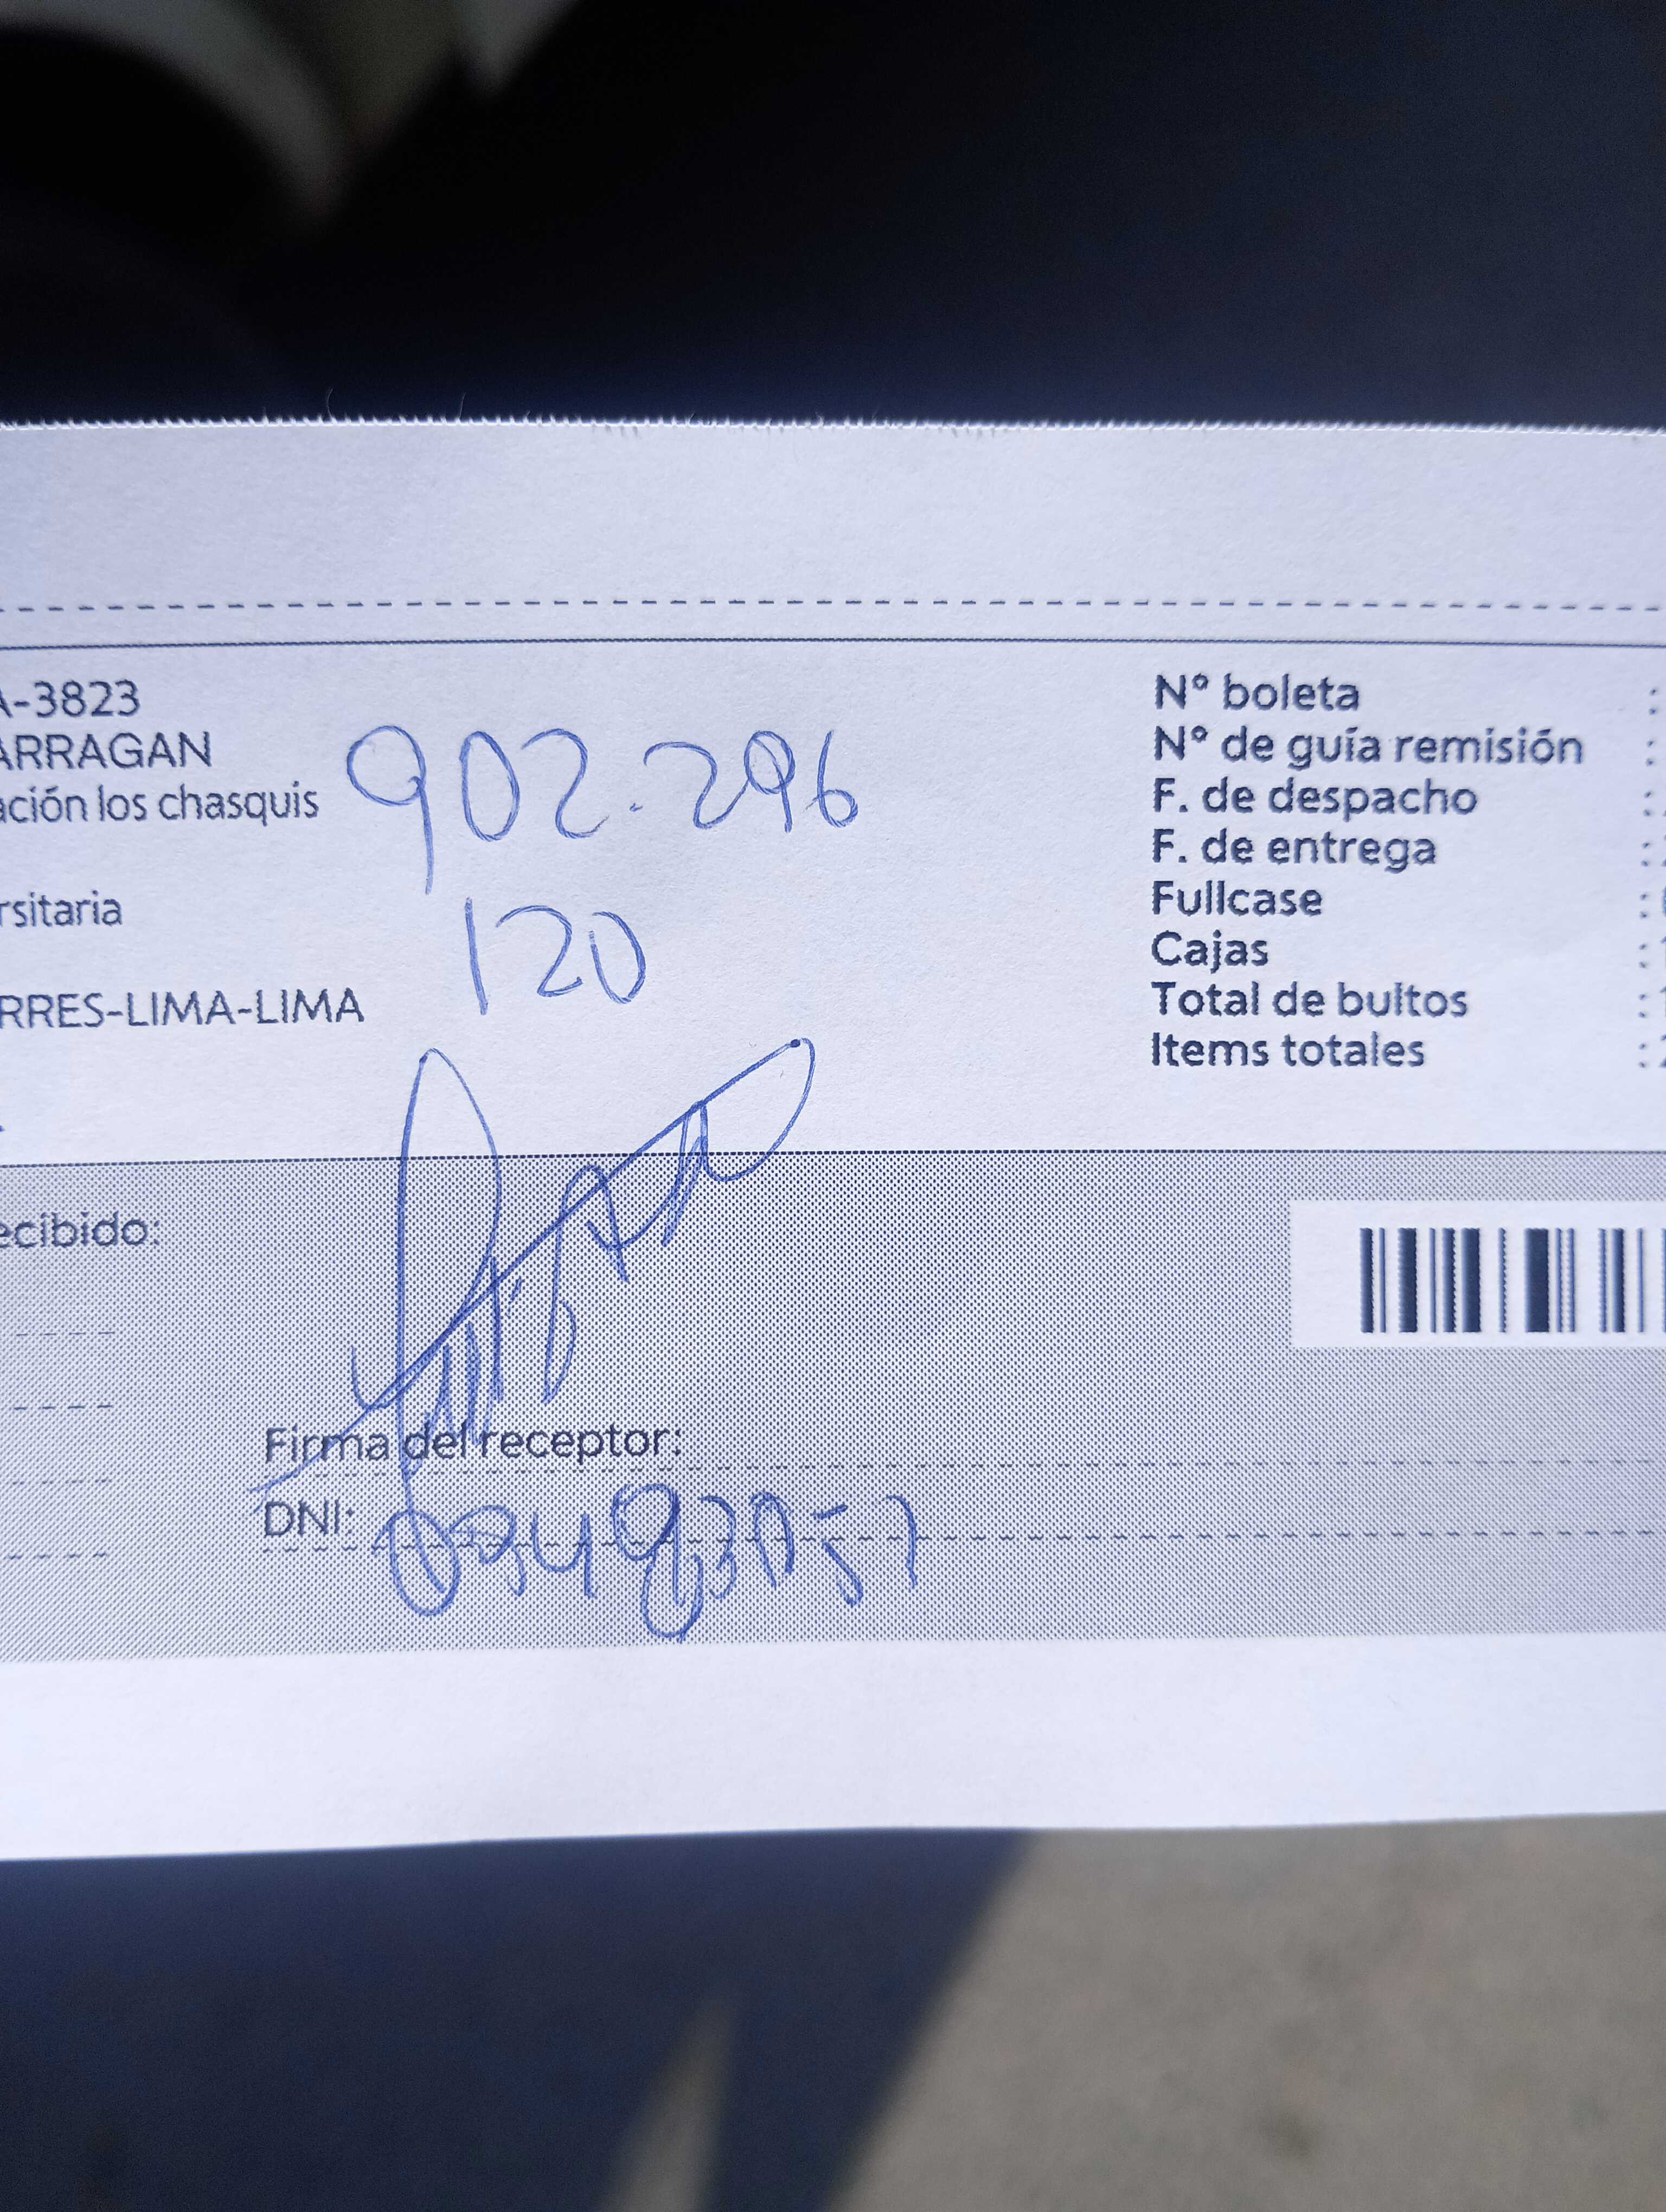 A-3823
ARRAGAN
ación los chasquis
rsitaria
RRES-LIMA-LIMA
902.296
120
N° boleta :
N° de guía remisión :
F. de despacho :
F. de entrega :
Fullcase :
Cajas :
Total de bultos :
Items totales :
ecibido:
Firma del receptor:
DNI: